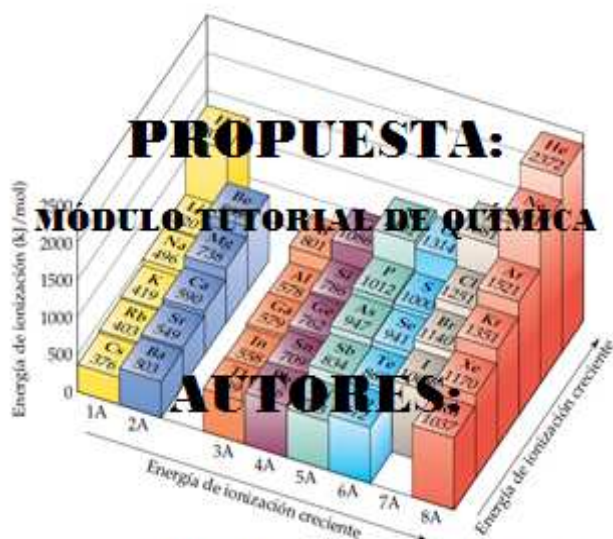 PROPUESTA:
MÓDULO TUTORIAL DE QUÍMICA
AUTORES:
Energía de ionización (kJ/mol)
2500
2000
1500
1000
500
0
He
2372
Be
Mg
738
Na
496
Ca
590
K
419
Sr
549
Rb
403
Ba
503
Cs
376
801
1086
1314
Al
578
Si
786
P
1012
S
1000
Cl
1251
Ar
1521
Ga
579
Ge
762
As
947
Se
941
Br
1140
Kr
1351
In
558
Sn
709
Sb
834
Te
I
Xe
1170
1037
1A
2A
3A
4A
5A
6A
7A
8A
Energía de ionización creciente
Energía de ionización creciente